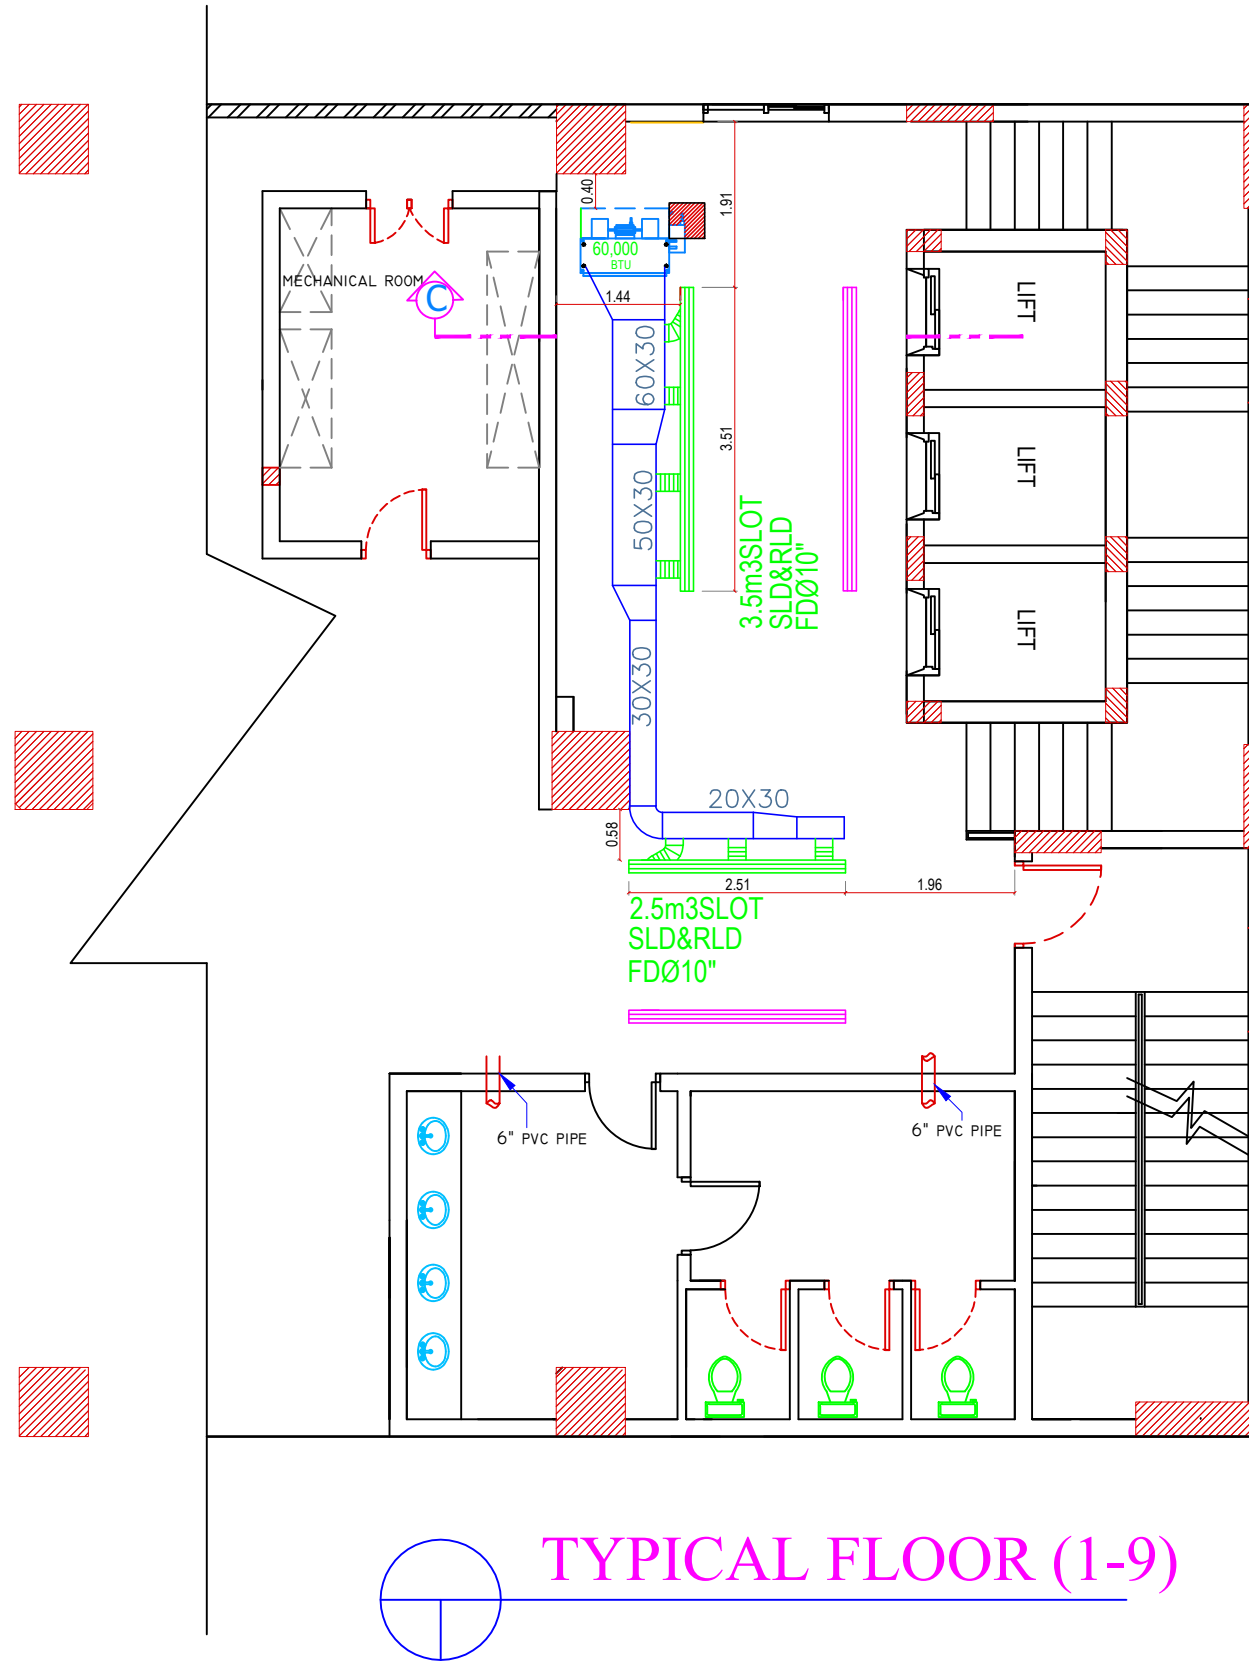 0.40
1.91
60,000
BTU
MECHANICAL ROOM
C
1.44
LIFT
60X30
3.51
LIFT
50X30
3.5m3SLOT
SLD&RLD
FDØ10"
LIFT
30X30
20X30
0.58
2.51
1.96
2.5m3SLOT
SLD&RLD
FDØ10"
6" PVC PIPE
6" PVC PIPE
TYPICAL FLOOR (1-9)